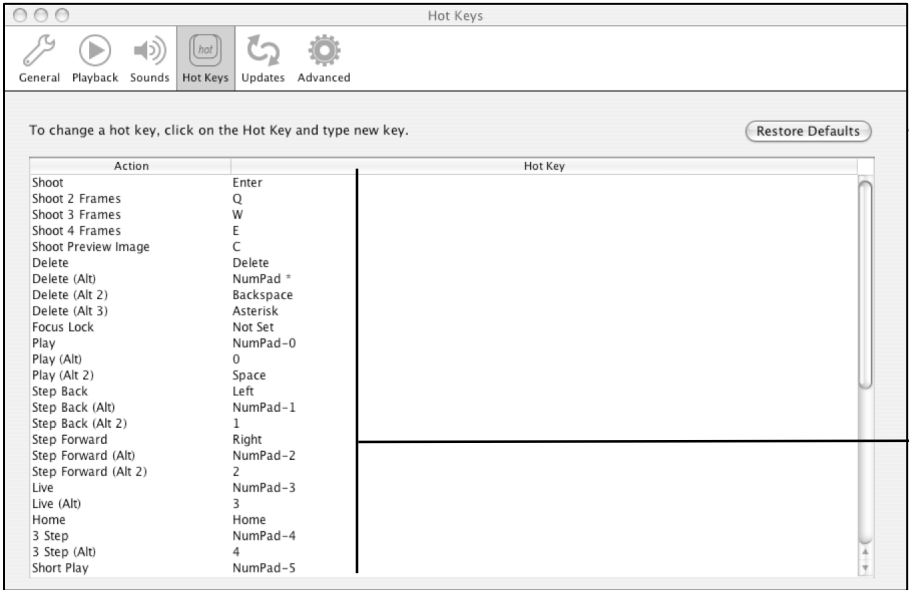 Hot Keys
General Playback Sounds hot Hot Keys Updates Advanced
To change a hot key, click on the Hot Key and type new key. Restore Defaults
Action Hot Key
Shoot Enter
Shoot 2 Frames Q
Shoot 3 Frames W
Shoot 4 Frames E
Shoot Preview Image C
Delete Delete
Delete (Alt) NumPad *
Delete (Alt 2) Backspace
Delete (Alt 3) Asterisk
Focus Lock Not Set
Play NumPad-0
Play (Alt) 0
Play (Alt 2) Space
Step Back Left
Step Back (Alt) NumPad-1
Step Back (Alt 2) 1
Step Forward Right
Step Forward (Alt) NumPad-2
Step Forward (Alt 2) 2
Live NumPad-3
Live (Alt) 3
Home Home
3 Step NumPad-4
3 Step (Alt) 4
Short Play NumPad-5